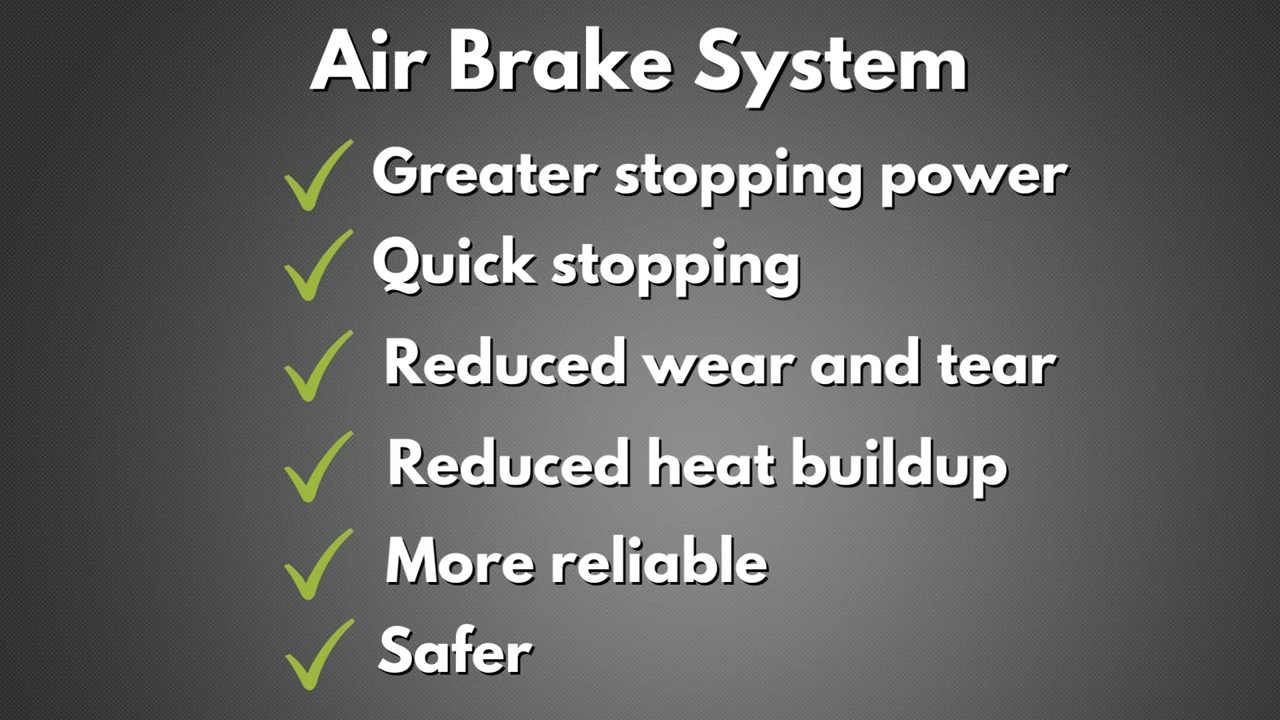 Air Brake System
Greater stopping power
Quick stopping
Reduced wear and tear
Reduced heat buildup
More reliable
Safer